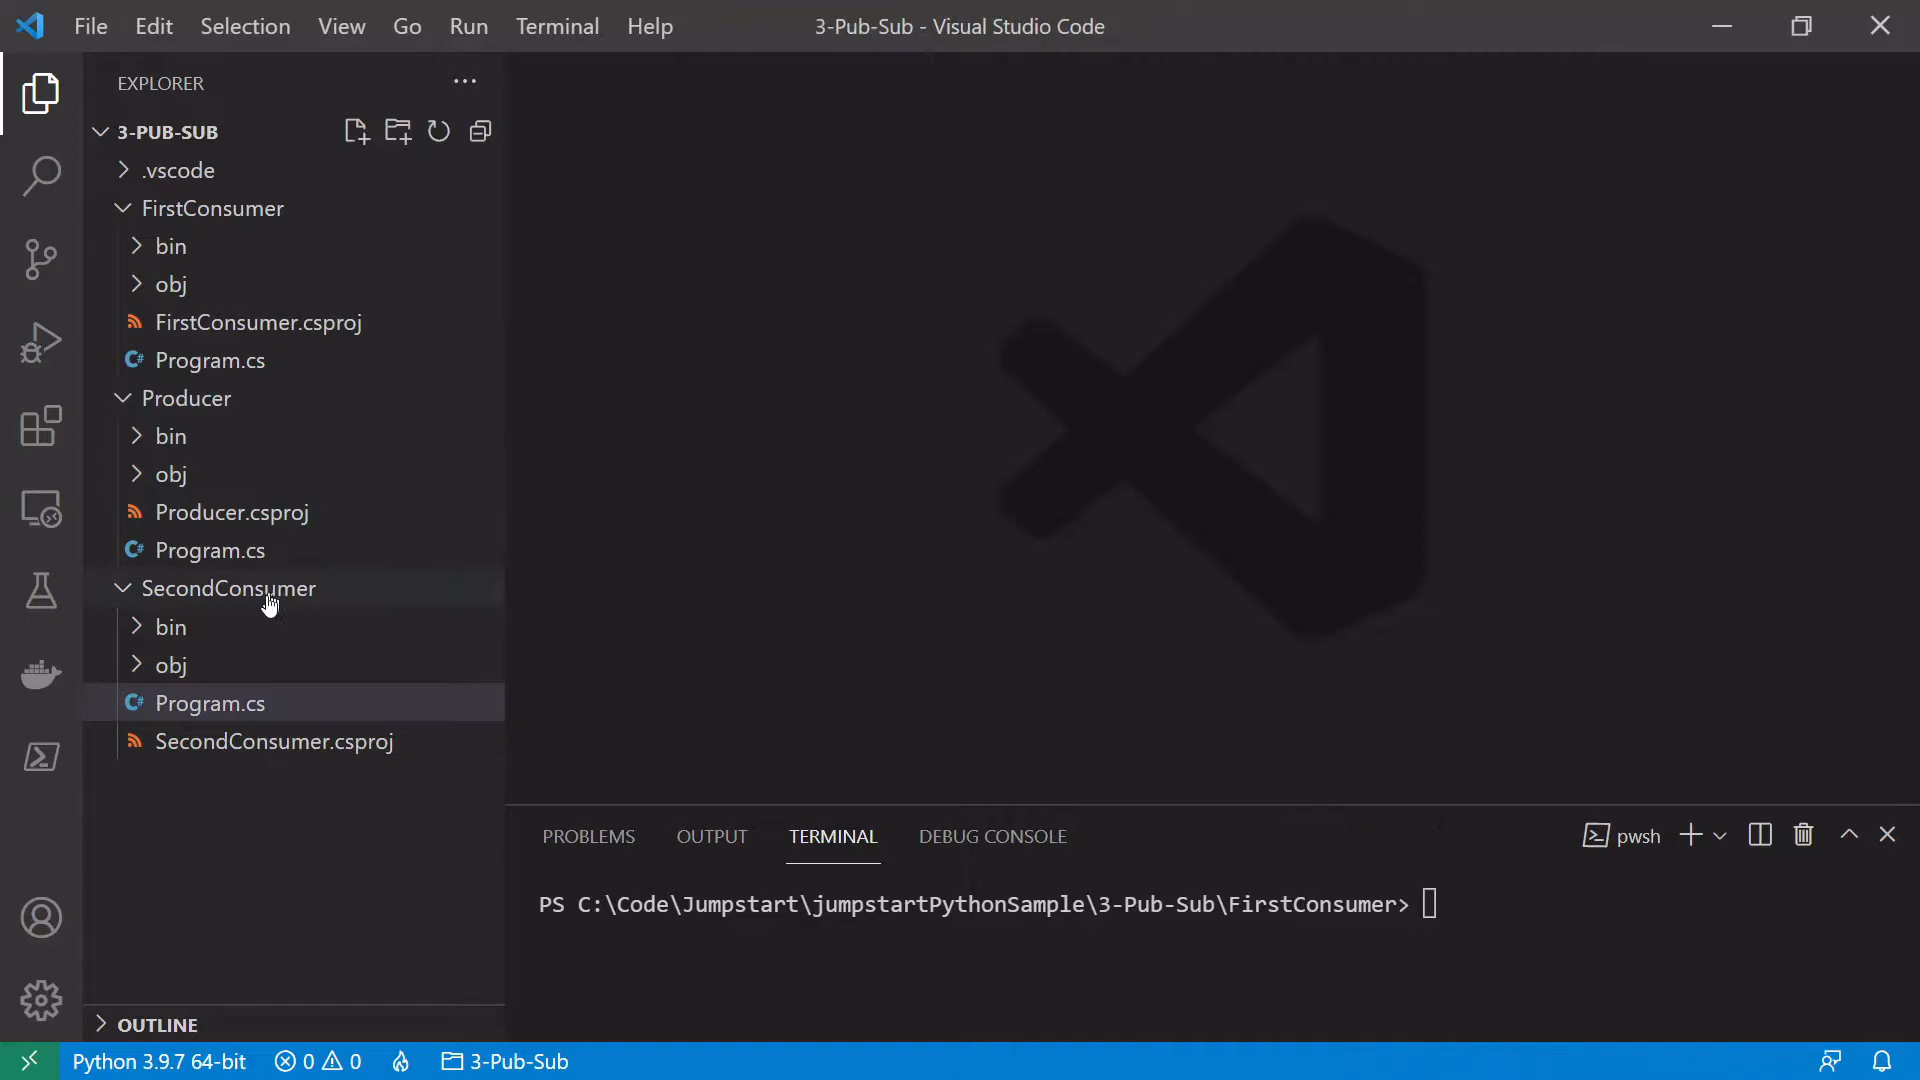 File Edit Selection View Go Run Terminal Help
3-Pub-Sub - Visual Studio Code
EXPLORER
3-PUB-SUB
.vscode
FirstConsumer
bin
obj
FirstConsumer.csproj
C# Program.cs
Producer
bin
obj
Producer.csproj
C# Program.cs
SecondConsumer
bin
obj
C# Program.cs
SecondConsumer.csproj
OUTLINE
PROBLEMS OUTPUT TERMINAL DEBUG CONSOLE
pwsh
PS C:\Code\Jumpstart\jumpstartPythonSample\3-Pub-Sub\FirstConsumer>
Python 3.9.7 64-bit 0 0 3-Pub-Sub